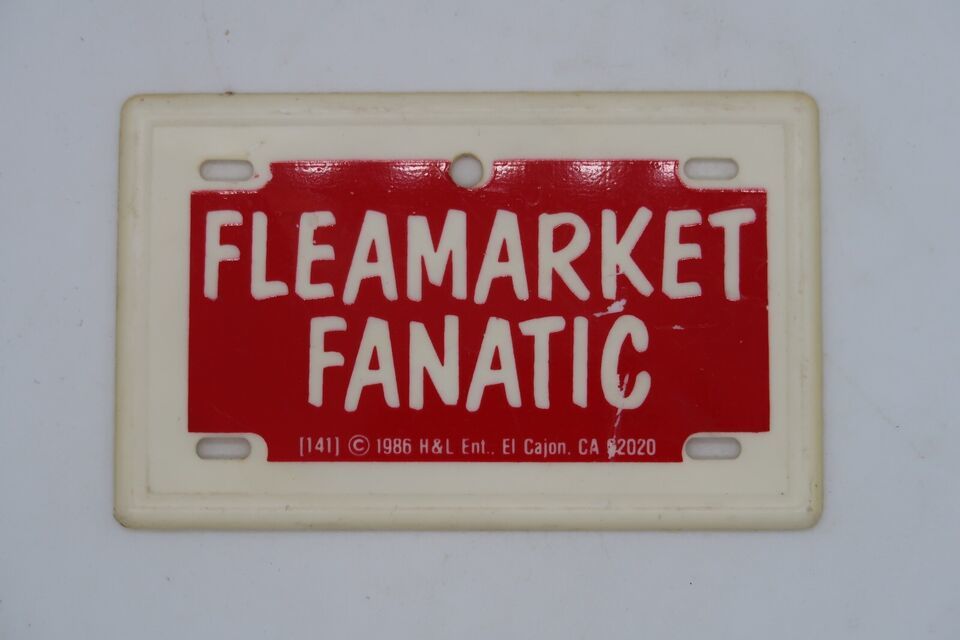 FLEAMARKET
FANATIC
[141] © 1986 H&L Ent., El Cajon, CA 92020